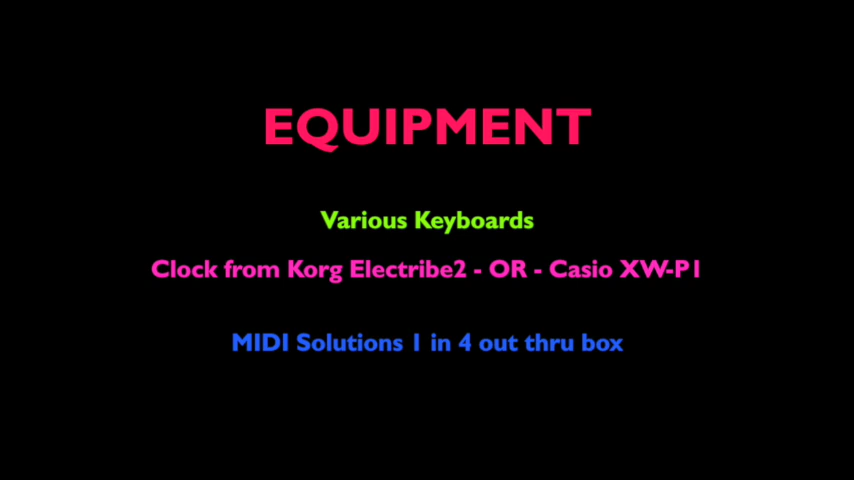 EQUIPMENT
Various Keyboards
Clock from Korg Electribe2 - OR - Casio XW-P1
MIDI Solutions 1 in 4 out thru box